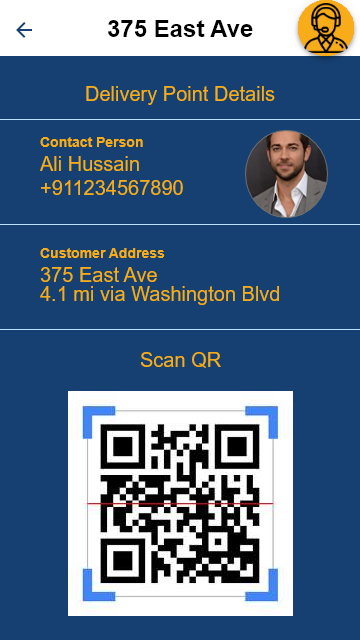 375 East Ave
Delivery Point Details
Contact Person
Ali Hussain
+911234567890
Customer Address
375 East Ave
4.1 mi via Washington Blvd
Scan QR